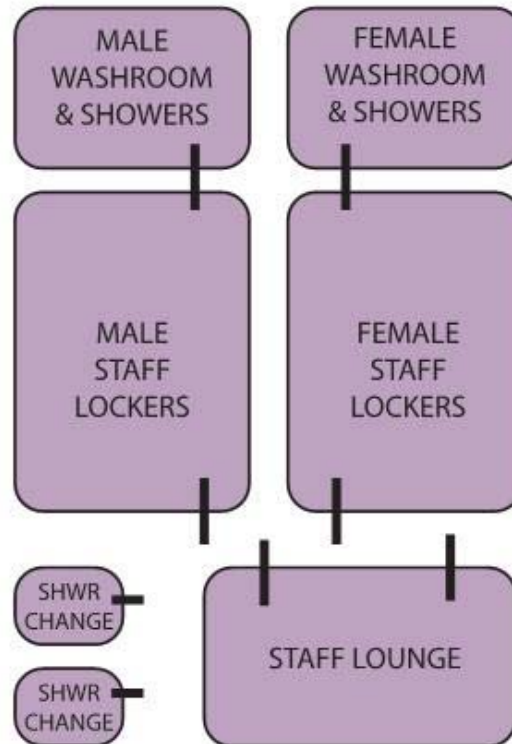 MALE
WASHROOM
& SHOWERS
FEMALE
WASHROOM
& SHOWERS
MALE
STAFF
LOCKERS
FEMALE
STAFF
LOCKERS
SHWR
CHANGE
STAFF LOUNGE
SHWR
CHANGE